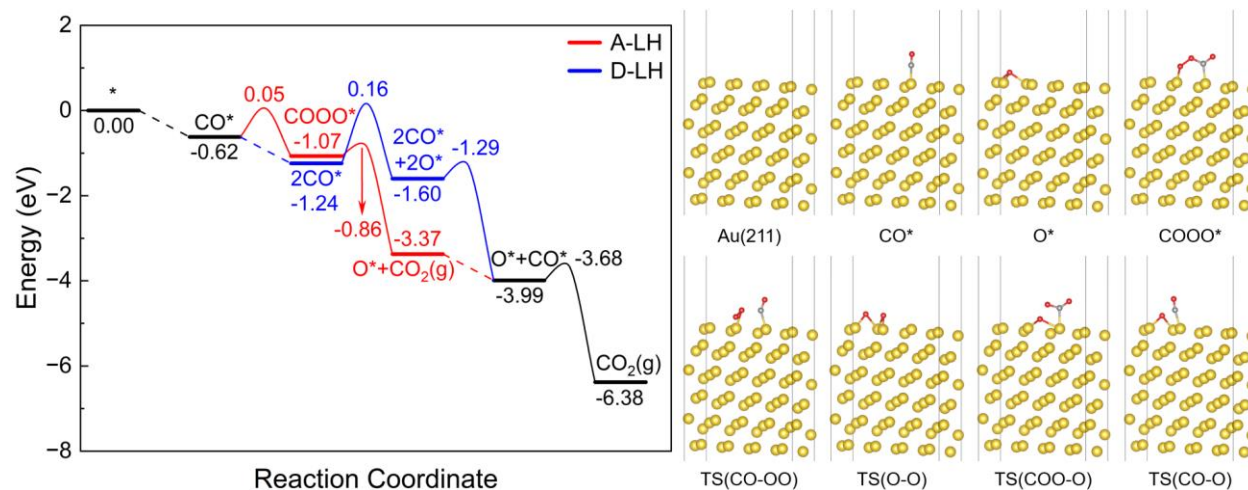 2
0
−2
−4
−6
−8
Energy (eV)
Reaction Coordinate
A-LH
D-LH
*
0.00
CO*
-0.62
0.05
COOO*
-1.07
2CO*
-1.24
0.16
-0.86
2CO*
+2O*
-1.60
-1.29
-3.37
O*+CO₂(g)
O*+CO*
-3.99
-3.68
CO₂(g)
-6.38
Au(211)
CO*
O*
COOO*
TS(CO-OO)
TS(O-O)
TS(COO-O)
TS(CO-O)